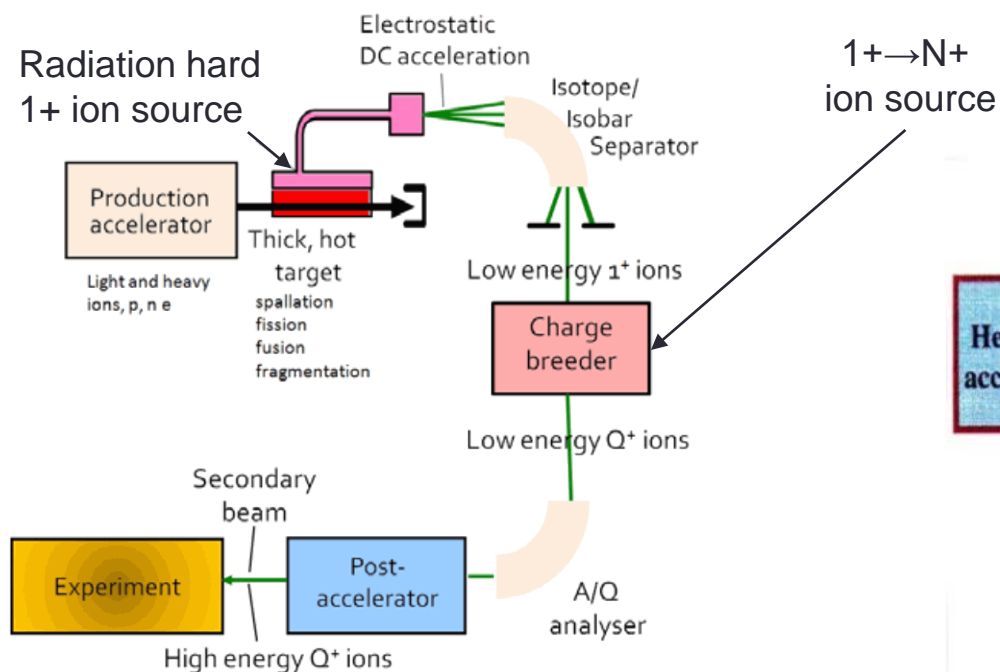 Radiation hard
1+ ion source
Electrostatic
DC acceleration
Isotope/
Isobar
Separator
1+→N+
ion source
Production
accelerator
Light and heavy
ions, p, n e
Thick, hot
target
spallation
fission
fusion
fragmentation
Low energy 1⁺ ions
Charge
breeder
Low energy Q⁺ ions
A/Q
analyser
Post-
accelerator
Secondary
beam
High energy Q⁺ ions
Experiment
He
acc